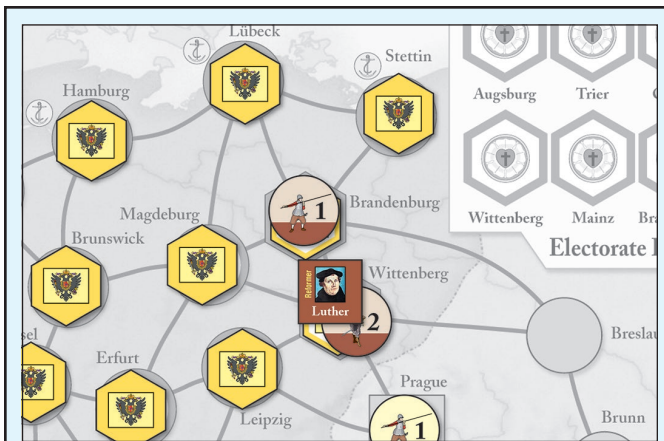 Lübeck
Stettin
Hamburg
Augsburg
Trier
Brandenburg
1
Wittenberg
Mainz
Magdeburg
Brunswick
Electorate
Wittenberg
Reformer
Luther
2
Breslau
Erfurt
Prague
Leipzig
1
Brunn